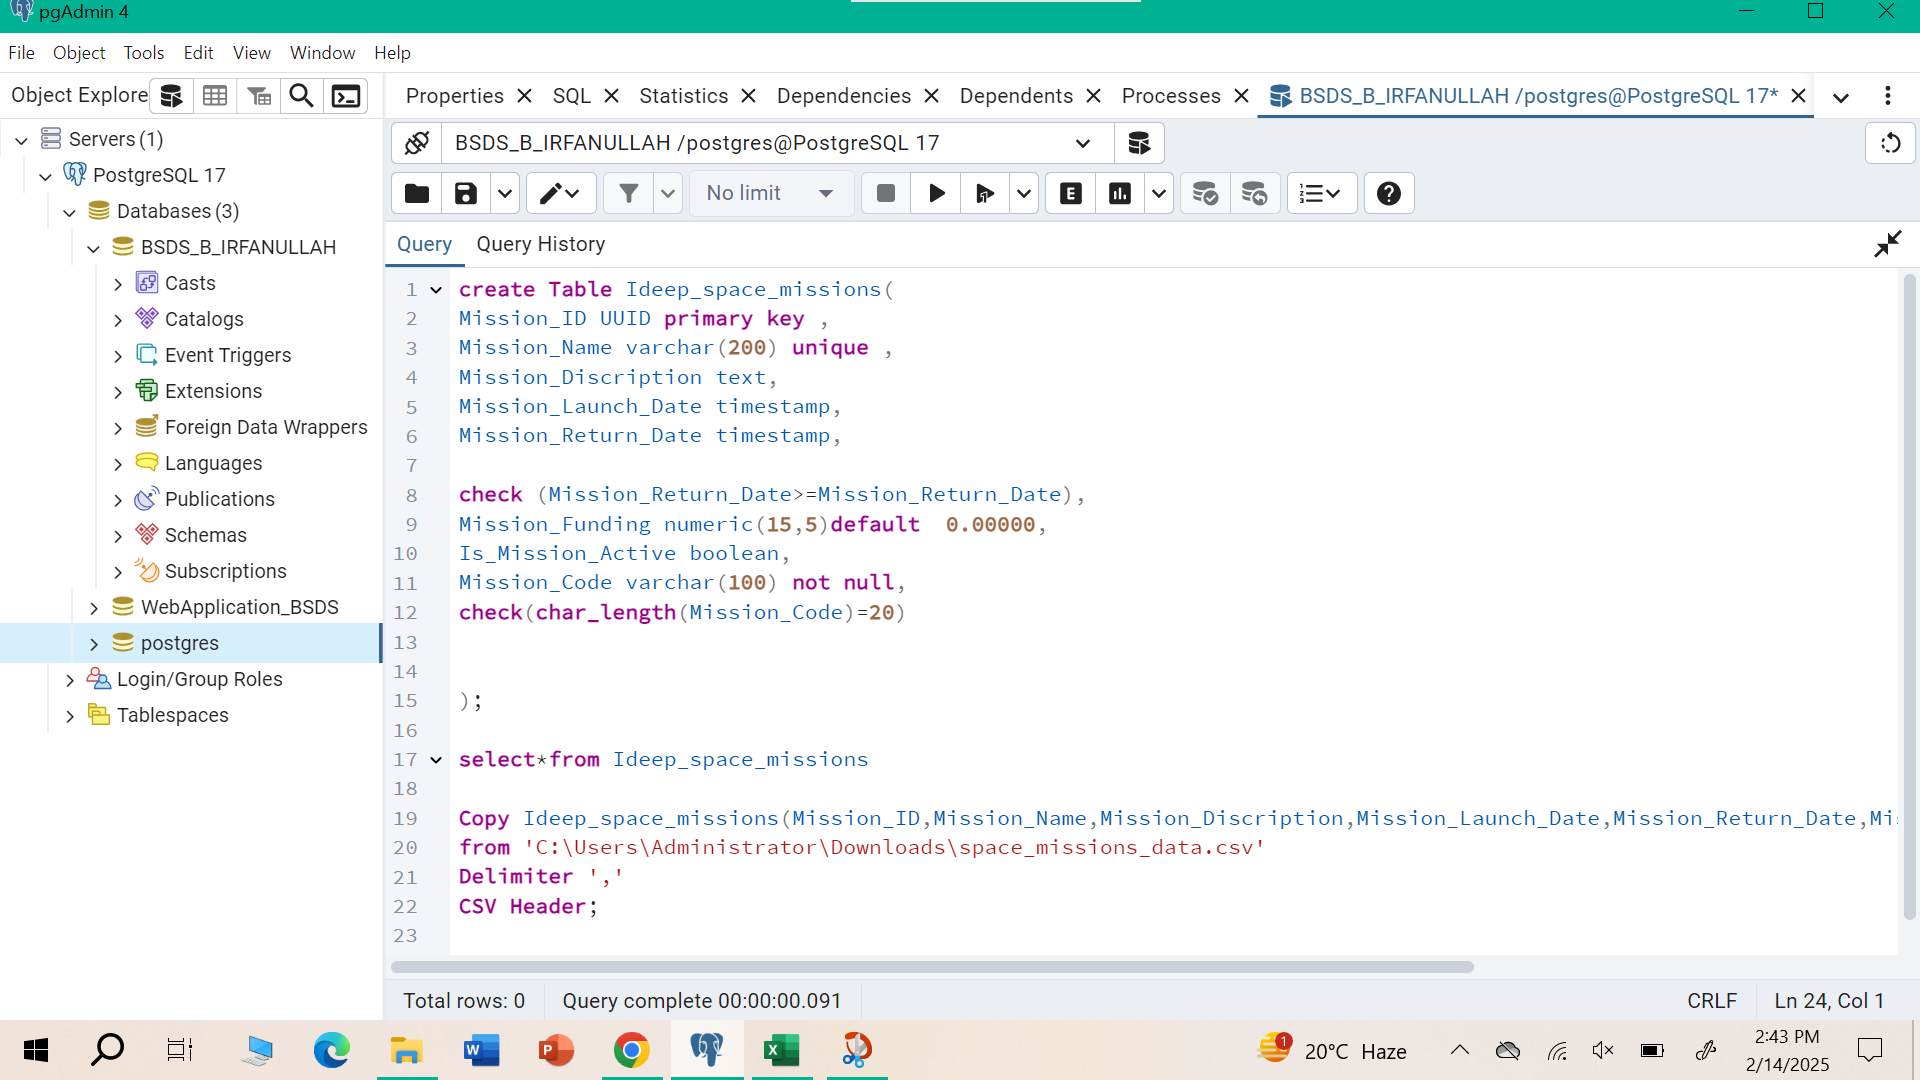 pgAdmin 4
File Object Tools Edit View Window Help
Object Explore
Properties SQL Statistics Dependencies Dependents Processes BSDS_B_IRFANULLAH /postgres@PostgreSQL 17*
Servers (1)
PostgreSQL 17
Databases (3)
BSDS_B_IRFANULLAH
Casts
Catalogs
Event Triggers
Extensions
Foreign Data Wrappers
Languages
Publications
Schemas
Subscriptions
WebApplication_BSDS
postgres
Login/Group Roles
Tablespaces
BSDS_B_IRFANULLAH /postgres@PostgreSQL 17
No limit
E
Query Query History
1 create Table Ideep_space_missions(
2 Mission_ID UUID primary key ,
3 Mission_Name varchar(200) unique ,
4 Mission_Discription text,
5 Mission_Launch_Date timestamp,
6 Mission_Return_Date timestamp,
7
8 check (Mission_Return_Date>=Mission_Return_Date),
9 Mission_Funding numeric(15,5)default  0.00000,
10 Is_Mission_Active boolean,
11 Mission_Code varchar(100) not null,
12 check(char_length(Mission_Code)=20)
13
14
15 );
16
17 select*from Ideep_space_missions
18
19 Copy Ideep_space_missions(Mission_ID,Mission_Name,Mission_Discription,Mission_Launch_Date,Mission_Return_Date,Mi
20 from 'C:\Users\Administrator\Downloads\space_missions_data.csv'
21 Delimiter ','
22 CSV Header;
23
Total rows: 0 Query complete 00:00:00.091 CRLF Ln 24, Col 1
1 20°C Haze
2:43 PM
2/14/2025